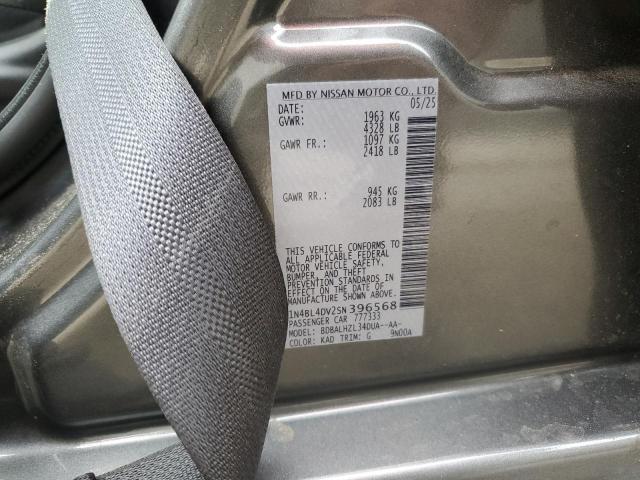 MFD BY NISSAN MOTOR CO., LTD.
DATE: 05/25
GVWR: 1963 KG
4328 LB
GAWR FR.: 1097 KG
2418 LB
GAWR RR.: 945 KG
2083 LB
THIS VEHICLE CONFORMS TO
ALL APPLICABLE FEDERAL
MOTOR VEHICLE SAFETY,
BUMPER, AND THEFT
PREVENTION STANDARDS IN
EFFECT ON THE DATE OF
MANUFACTURE SHOWN ABOVE.
1N4BL4DV2SN396568
PASSENGER CAR 777333
MODEL: BDBALHZL34DUA--AA-
COLOR: KAD TRIM: G 9N00A